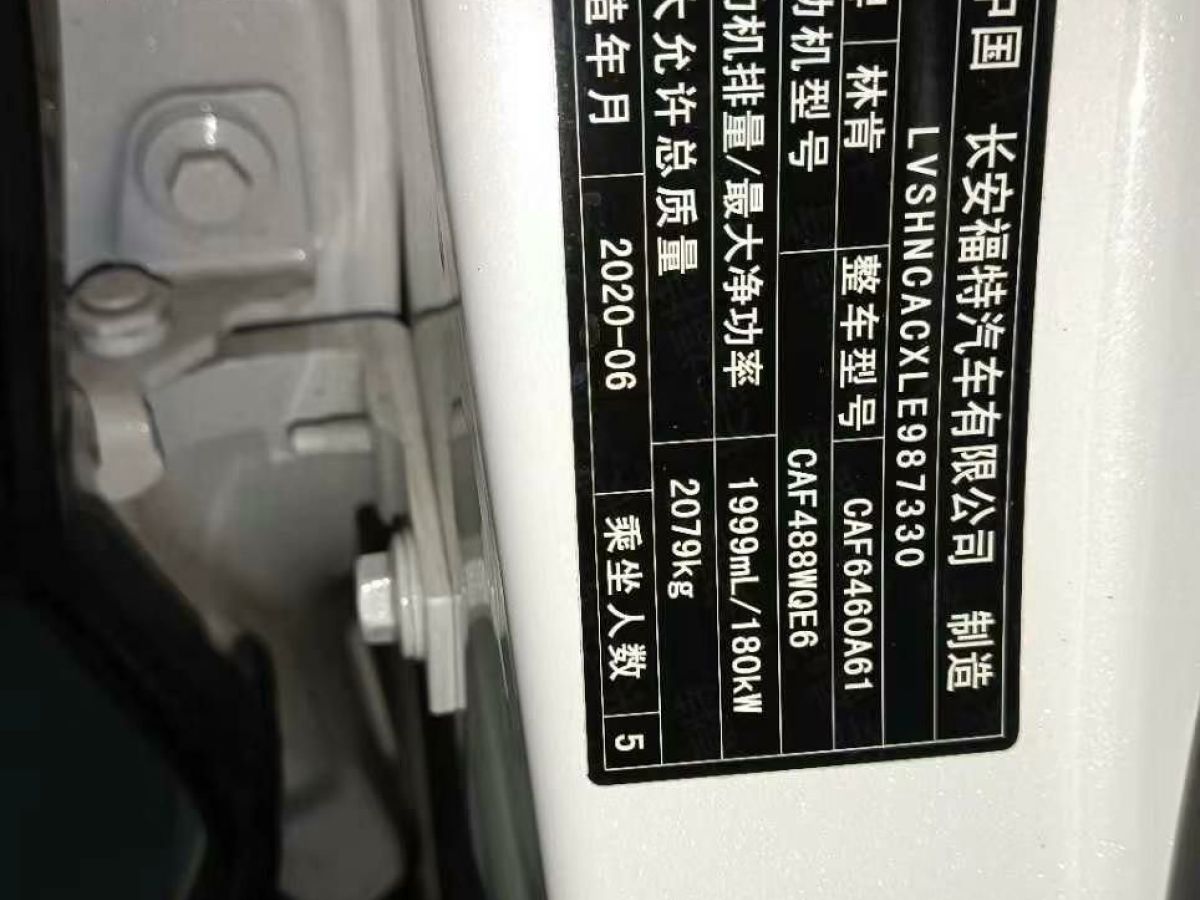 中国 长安福特汽车有限公司 制造
LVSHNCACXLE987330
林肯 整车型号 CAF6460A61
动机型号 CAF488WQE6
动机排量/最大净功率 1999mL/180kW
大允许总质量 2079kg
造年月 2020-06 乘坐人数 5